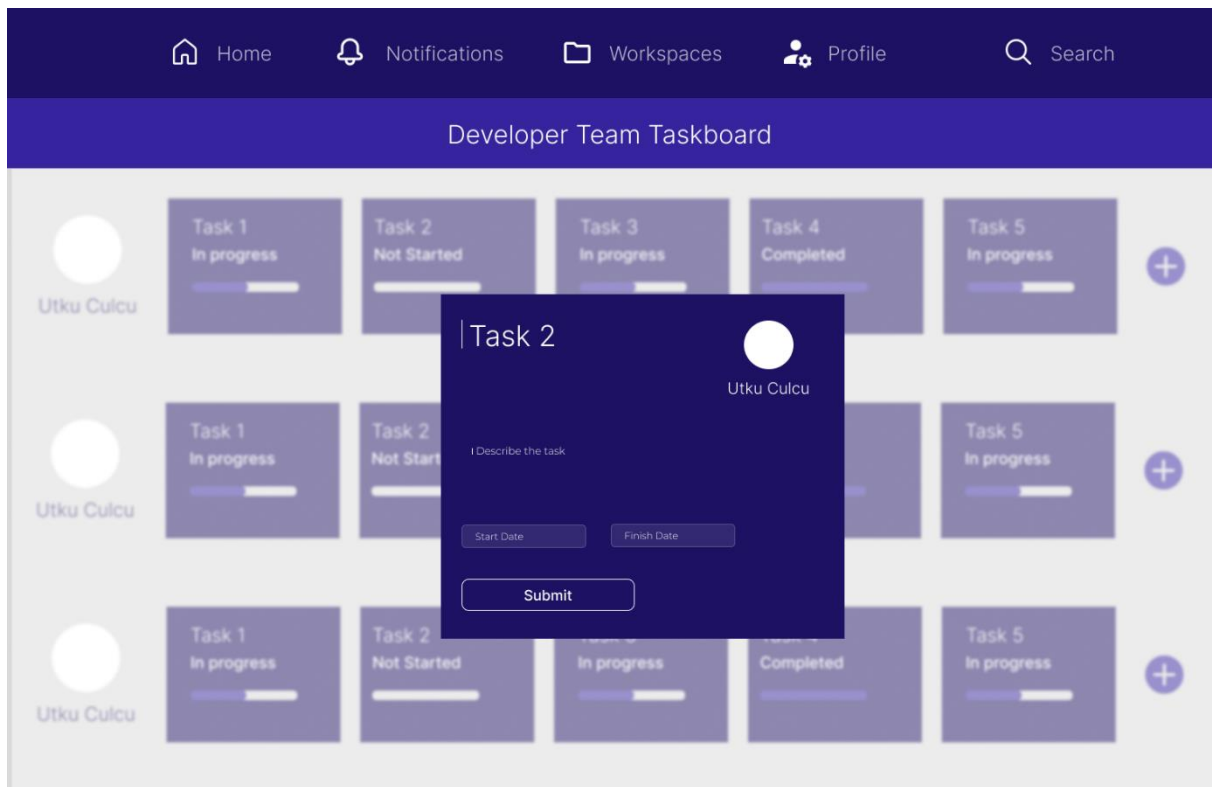 Home Notifications Workspaces Profile Search
Developer Team Taskboard
Task 1 Task 2 Task 3 Task 4 Task 5
In progress Not Started In progress Completed In progress
Utku Culcu
Task 2
Utku Culcu
Describe the task
Start Date Finish Date
Submit
Task 1 Task 2 Task 5
In progress Not Start In progress
Utku Culcu
Task 1 Task 2 Task 5
In progress Not Started In progress Completed In progress
Utku Culcu